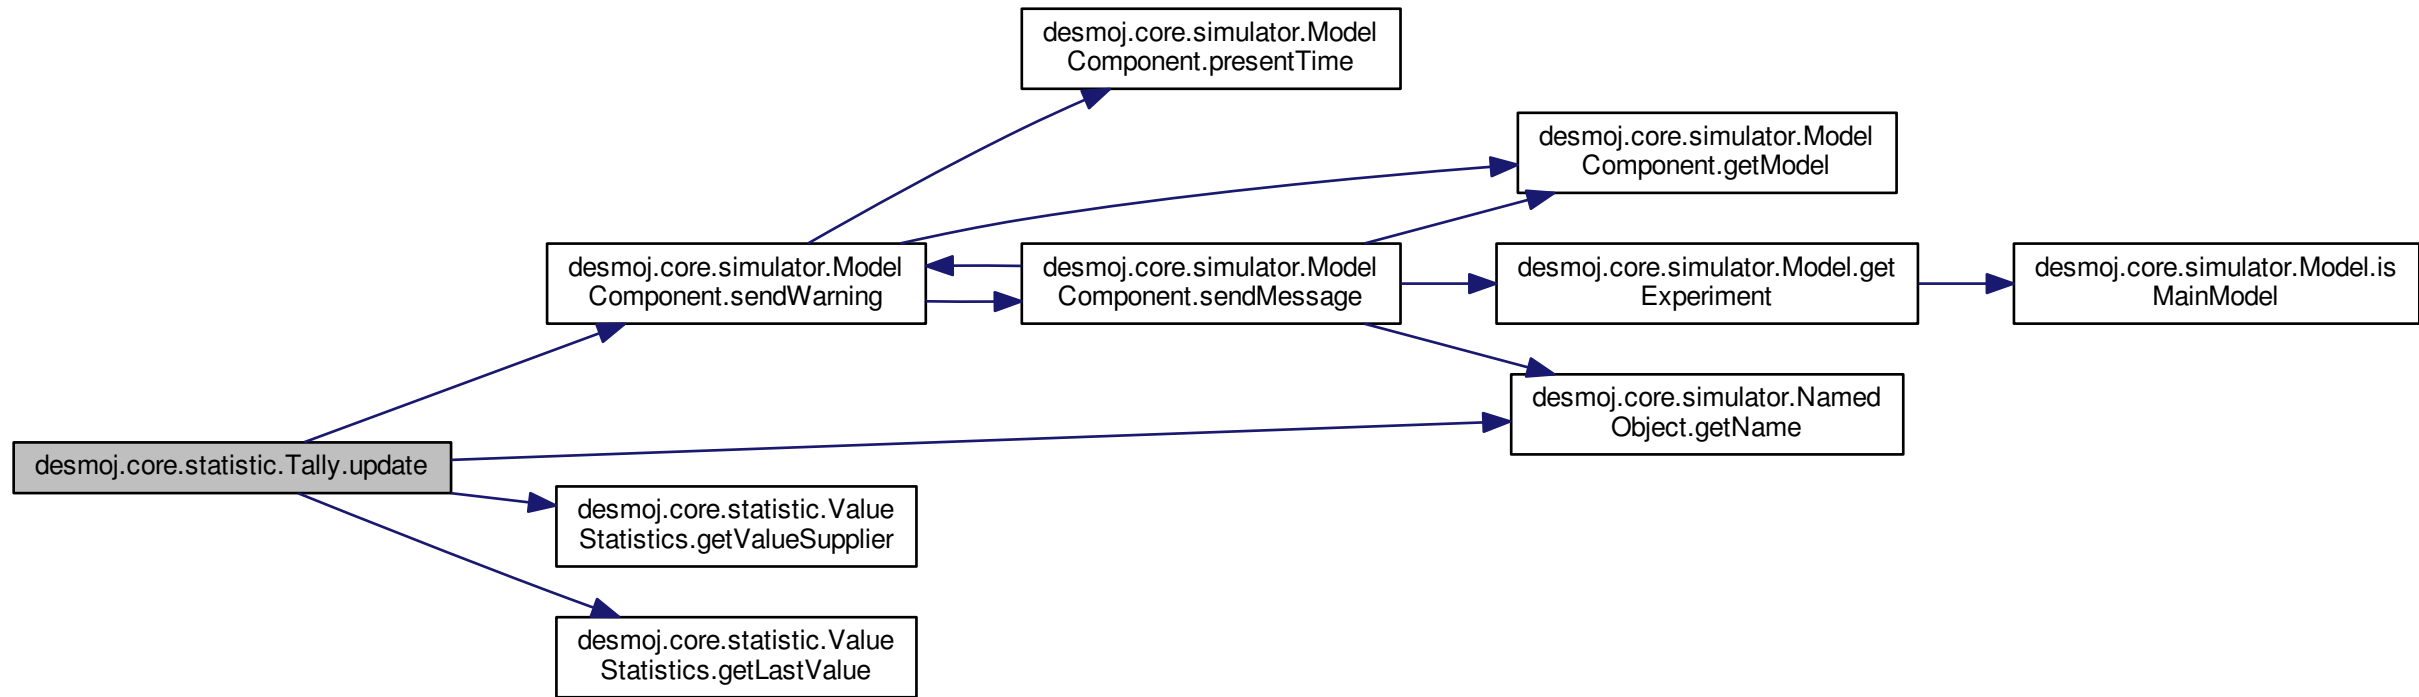 desmoj.core.simulator.Model
Component.presentTime
desmoj.core.simulator.Model
Component.getModel
desmoj.core.simulator.Model
Component.sendWarning
desmoj.core.simulator.Model
Component.sendMessage
desmoj.core.simulator.Model.get
Experiment
desmoj.core.simulator.Model.is
MainModel
desmoj.core.simulator.Named
Object.getName
desmoj.core.statistic.Tally.update
desmoj.core.statistic.Value
Statistics.getValueSupplier
desmoj.core.statistic.Value
Statistics.getLastValue